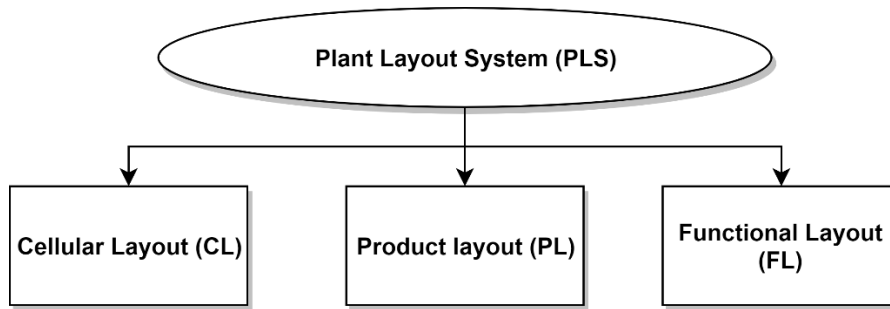 Plant Layout System (PLS)
Cellular Layout (CL)
Product layout (PL)
Functional Layout
(FL)